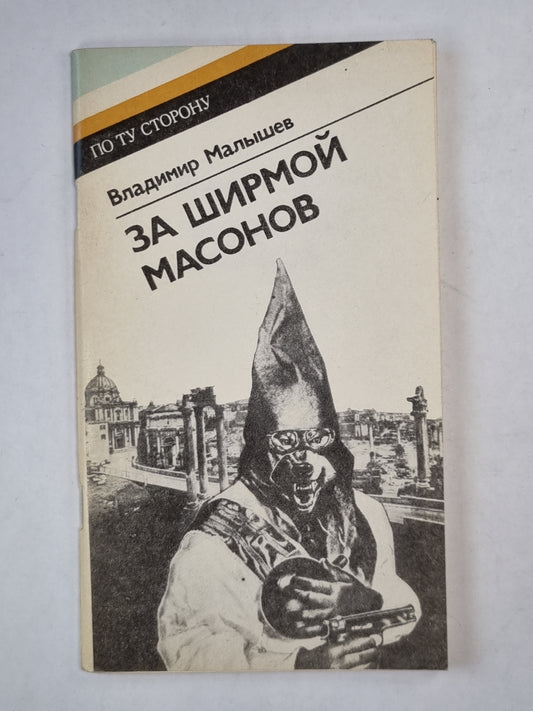 ПО ТУ СТОРОНУ
Владимир Малышев
ЗА ШИРМОЙ
МАСОНОВ